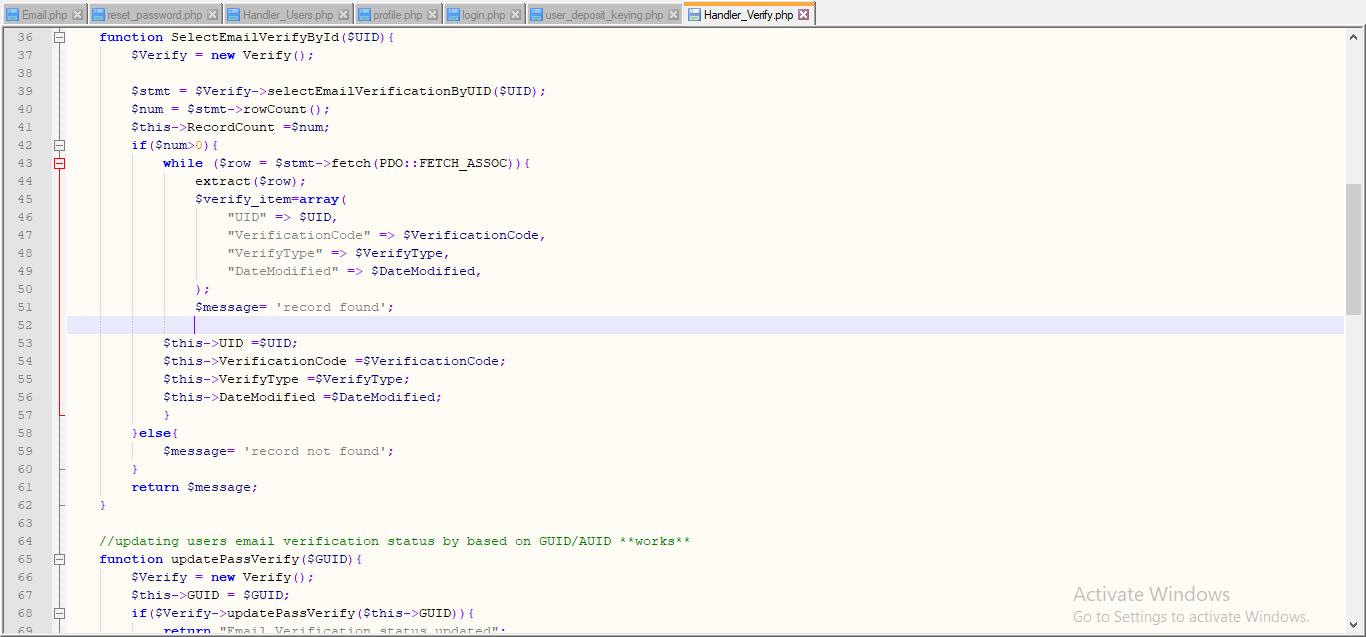 Email.php reset_password.php Handler_Users.php profile.php login.php user_deposit_keying.php Handler_Verify.php
36 function SelectEmailVerifyById($UID){
37 $Verify = new Verify();
38
39 $stmt = $Verify->selectEmailVerificationByUID($UID);
40 $num = $stmt->rowCount();
41 $this->RecordCount =$num;
42 if($num>0){
43 while ($row = $stmt->fetch(PDO::FETCH_ASSOC)){
44 extract($row);
45 $verify_item=array(
46 "UID" => $UID,
47 "VerificationCode" => $VerificationCode,
48 "VerifyType" => $VerifyType,
49 "DateModified" => $DateModified,
50 );
51 $message= 'record found';
52
53 $this->UID =$UID;
54 $this->VerificationCode =$VerificationCode;
55 $this->VerifyType =$VerifyType;
56 $this->DateModified =$DateModified;
57 }
58 }else{
59 $message= 'record not found';
60 }
61 return $message;
62 }
63
64 //updating users email verification status by based on GUID/AUID **works**
65 function updatePassVerify($GUID){
66 $Verify = new Verify();
67 $this->GUID = $GUID;
68 if($Verify->updatePassVerify($this->GUID)){
69 return "Email Verification status updated";
Activate Windows
Go to Settings to activate Windows.